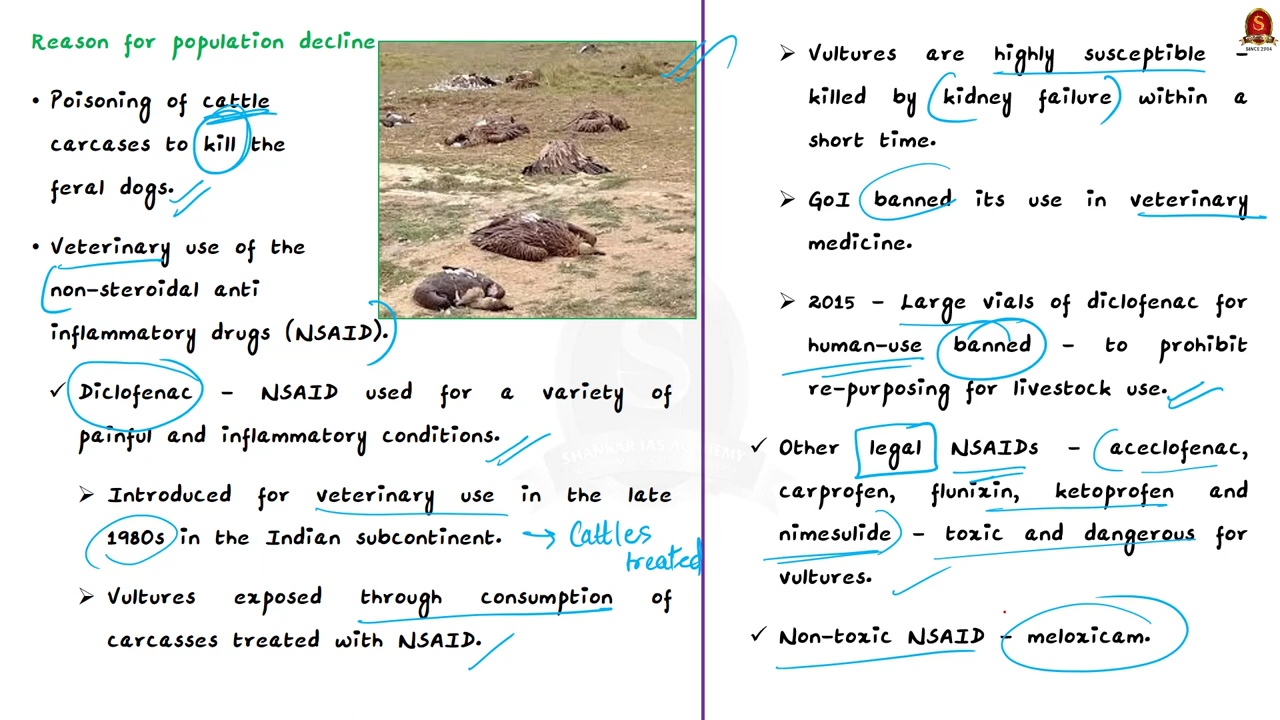 Reason for population decline
• Poisoning of cattle
carcases to kill the
feral dogs.
• Veterinary use of the
non-steroidal anti
inflammatory drugs (NSAID).
✓ Diclofenac - NSAID used for a variety of
painful and inflammatory conditions.
➤ Introduced for veterinary use in the late
1980s in the Indian subcontinent. → Cattles
treated
➤ Vultures exposed through consumption of
carcasses treated with NSAID.
➤ Vultures are highly susceptible -
killed by kidney failure within a
short time.
➤ GoI banned its use in veterinary
medicine.
➤ 2015 - Large vials of diclofenac for
human-use banned - to prohibit
re-purposing for livestock use.
✓ Other legal NSAIDs - aceclofenac,
carprofen, flunixin, ketoprofen and
nimesulide - toxic and dangerous for
vultures.
✓ Non-toxic NSAID - meloxicam.
SHANKAR IAS ACADEMY
S
SINCE 2004